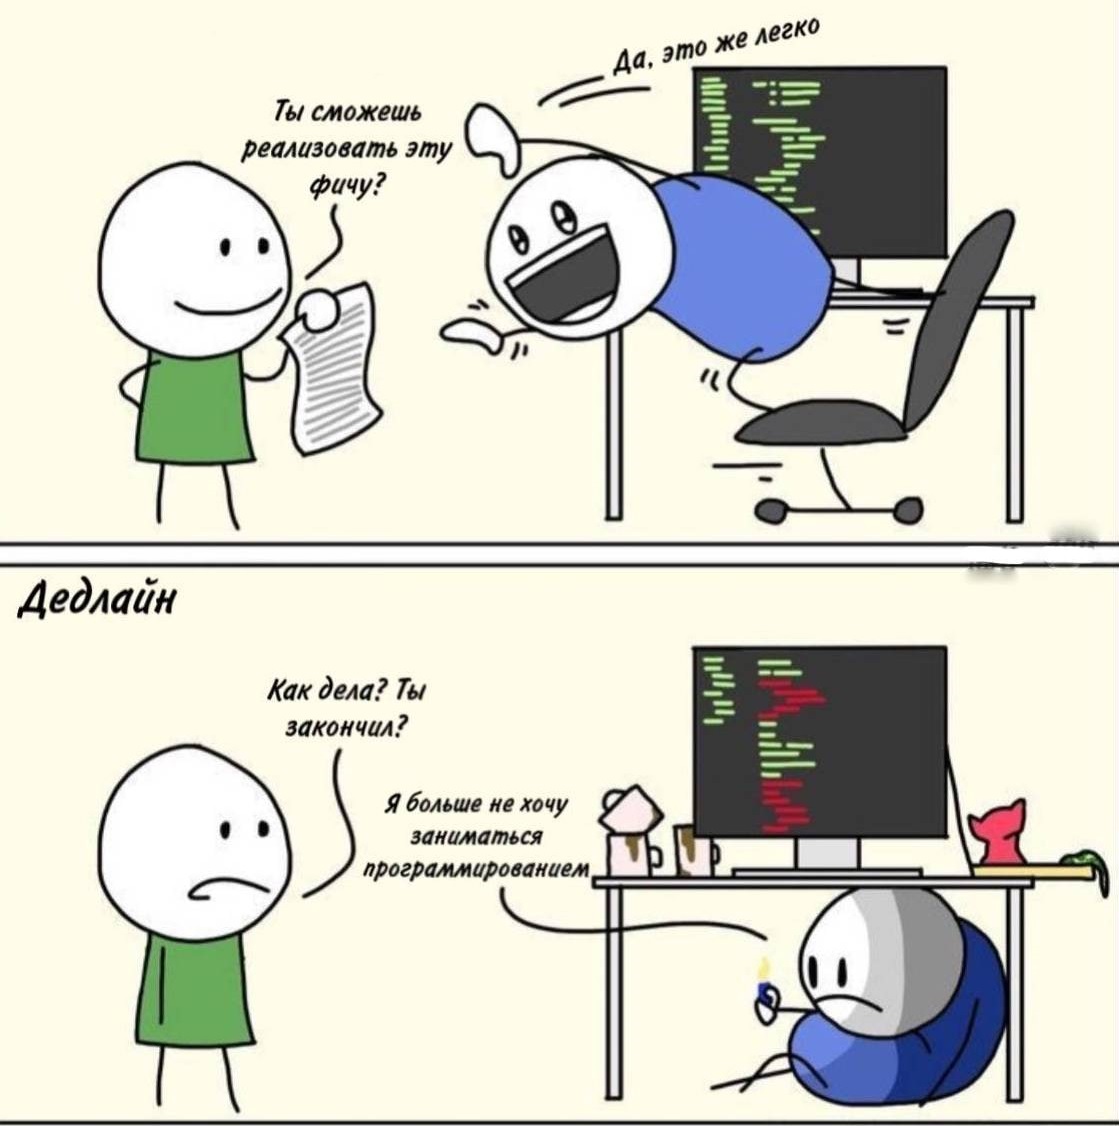 Да, это же легко
Ты сможешь
реализовать эту
фичу?
Дедлайн
Как дела? Ты
закончил?
Я больше не хочу
заниматься
программированием